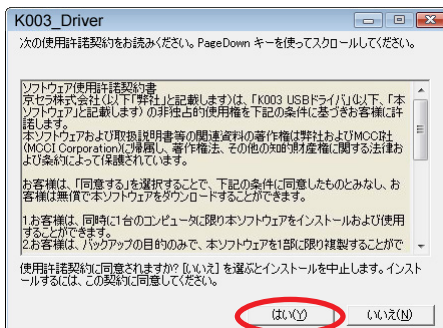 K003_Driver
次の使用許諾契約をお読みください。PageDown キーを使ってスクロールしてください。
ソフトウェア使用許諾契約書
京セラ株式会社(以下「弊社」と記載します)は、「K003 USBドライバ」(以下、「本
ソフトウェア」と記載します) の非独占的使用権を下記の条件に基づきお客様に許
諾します。
本ソフトウェアおよび取扱説明書等の関連資料の著作権は弊社およびMCCI社
(MCCI Corporation)に帰属し、著作権法、その他の知的財産権に関する法律お
よび条約によって保護されています。
お客様は、「同意する」を選択することで、下記の条件に同意したものとみなし、お
客様は無償で本ソフトウェアをダウンロードすることができます。
1.お客様は、同時に1台のコンピュータに限り本ソフトウェアをインストールおよび使用
することができます。
2.お客様は、バックアップの目的のみで、本ソフトウェアを1部に限り複製することがで
使用許諾契約に同意されますか? [いいえ] を選ぶとインストールを中止します。インスト
ールするには、この契約に同意してください。
はい(Y)
いいえ(N)